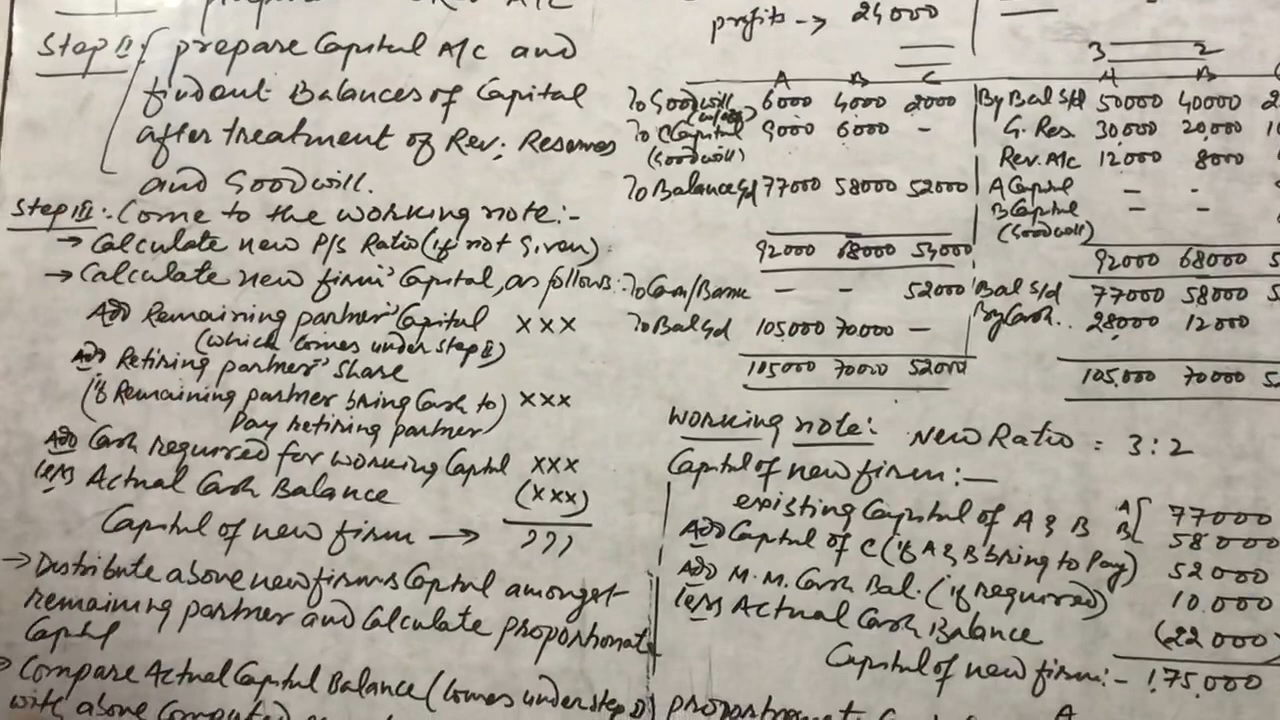 Step II prepare Capital A/c and
findout Balances of Capital
after treatment of Rev; Reserves
and Goodwill.
Step III :- Come to the working note:-
→ Calculate new P/S Ratio (if not given)
→ Calculate new firm's Capital, as follows:
Add Remaining partner's Capital xxx
(which comes under step II)
Add Retiring partner's share
(if Remaining partner bring Cash to) xxx
Pay retiring partner)
Add Cash required for working Capital xxx
less Actual Cash Balance (xxx)
Capital of new firm → ???
→ Distribute above new firms Capital amongst
remaining partner and Calculate proportionate
Capital
Compare Actual Capital Balance (Comes under step II)
with above Computed
profits → 24000
3 2
A B C A B
To Goodwill 6000 4000 2000 By Bal b/d 50000 40000
To C Capital 9000 6000 - G. Res. 30,000 20,000
(Goodwill) Rev. A/c 12000 8000
To Balance c/d 77000 58000 52000 A Capital - -
B Capital - -
(Goodwill)
92000 68000 54000 92000 68000
To Cash/Bank - - 52000 Bal b/d 77000 58000
To Bal c/d 105000 70000 - By Cash.. 28000 12000
105000 70000 52000 105,000 70000
Working note: New Ratio = 3:2
Capital of new firm:-
existing Capital of A & B A 77000
B 58000
Add Capital of C (if A & B bring to Pay) 52000
Add M.M. Cash Bal. (if required) 10.000
less Actual Cash Balance (22000)
Capital of new firm:- 1,75,000
A